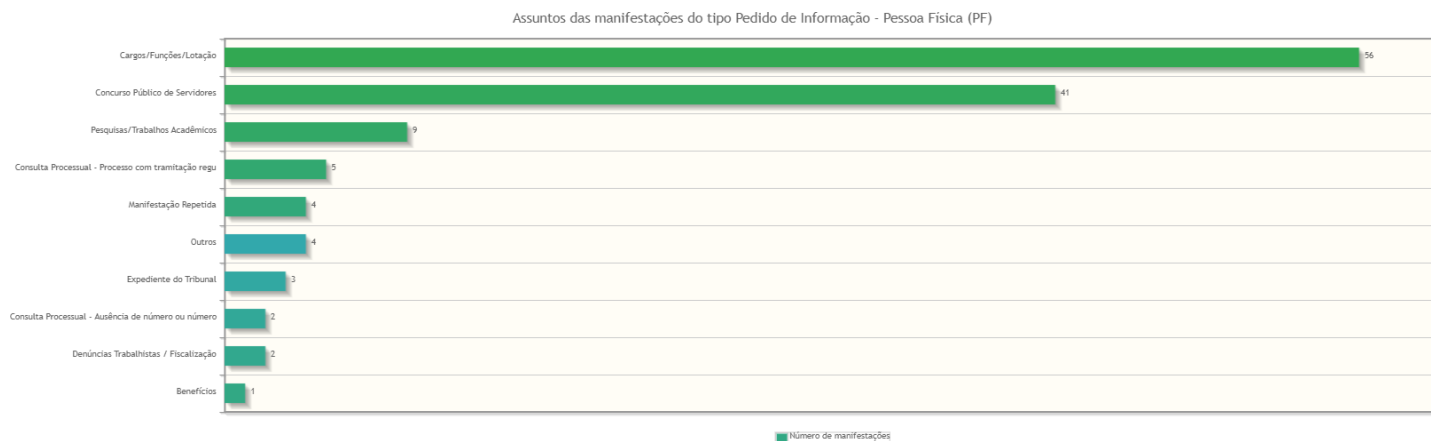 Assuntos das manifestações do tipo Pedido de Informação - Pessoa Física (PF)
Cargos/Funções/Lotação
56
Concurso Público de Servidores
41
Pesquisas/Trabalhos Acadêmicos
9
Consulta Processual - Processo com tramitação regu
5
Manifestação Repetida
4
Outros
4
Expediente do Tribunal
3
Consulta Processual - Ausência de número ou número
2
Denúncias Trabalhistas / Fiscalização
2
Benefícios
1
Número de manifestações